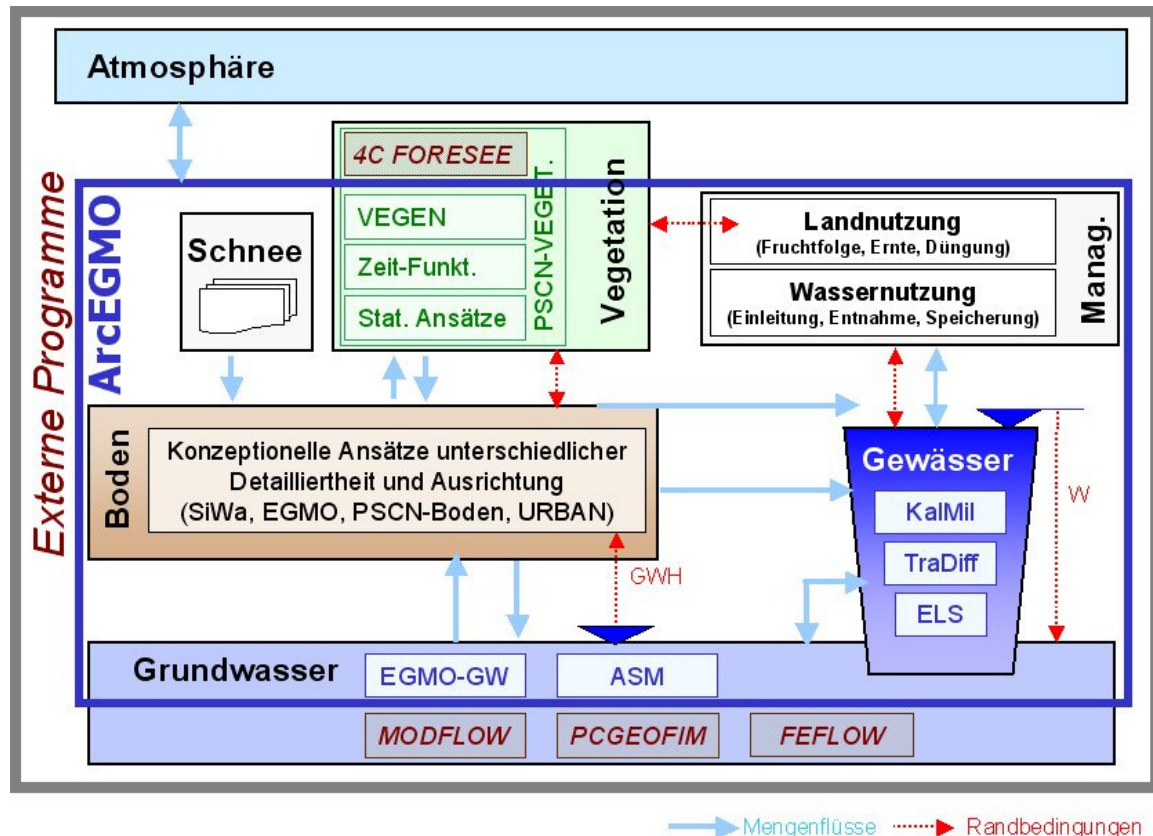 Atmosphäre
Externe Programme
ArcEGMO
Schnee
4C FORESEE
VEGEN
Zeit-Funkt.
Stat. Ansätze
PSCN-VEGET.
Vegetation
Landnutzung
(Fruchtfolge, Ernte, Düngung)
Wassernutzung
(Einleitung, Entnahme, Speicherung)
Manag.
Boden
Konzeptionelle Ansätze unterschiedlicher
Detailliertheit und Ausrichtung
(SiWa, EGMO, PSCN-Boden, URBAN)
Gewässer
KalMil
TraDiff
ELS
W
GWH
Grundwasser
EGMO-GW
ASM
MODFLOW
PCGEOFIM
FEFLOW
Mengenflüsse
Randbedingungen